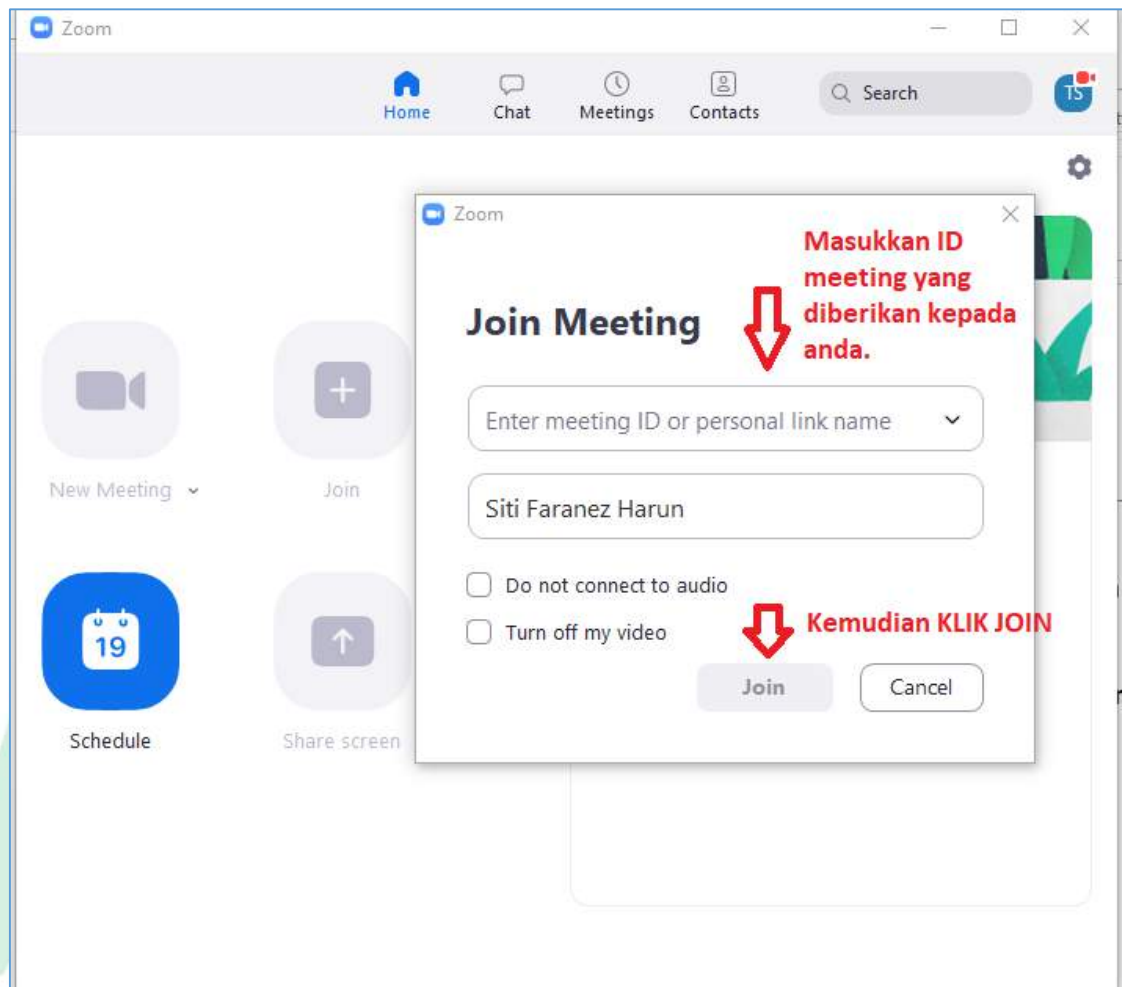 Zoom
Home
Chat
Meetings
Contacts
Search
TS
Zoom
Masukkan ID
meeting yang
diberikan kepada
anda.
Join Meeting
Enter meeting ID or personal link name
Siti Faranez Harun
Do not connect to audio
Turn off my video
Kemudian KLIK JOIN
Join
Cancel
New Meeting
Join
19
Schedule
Share screen